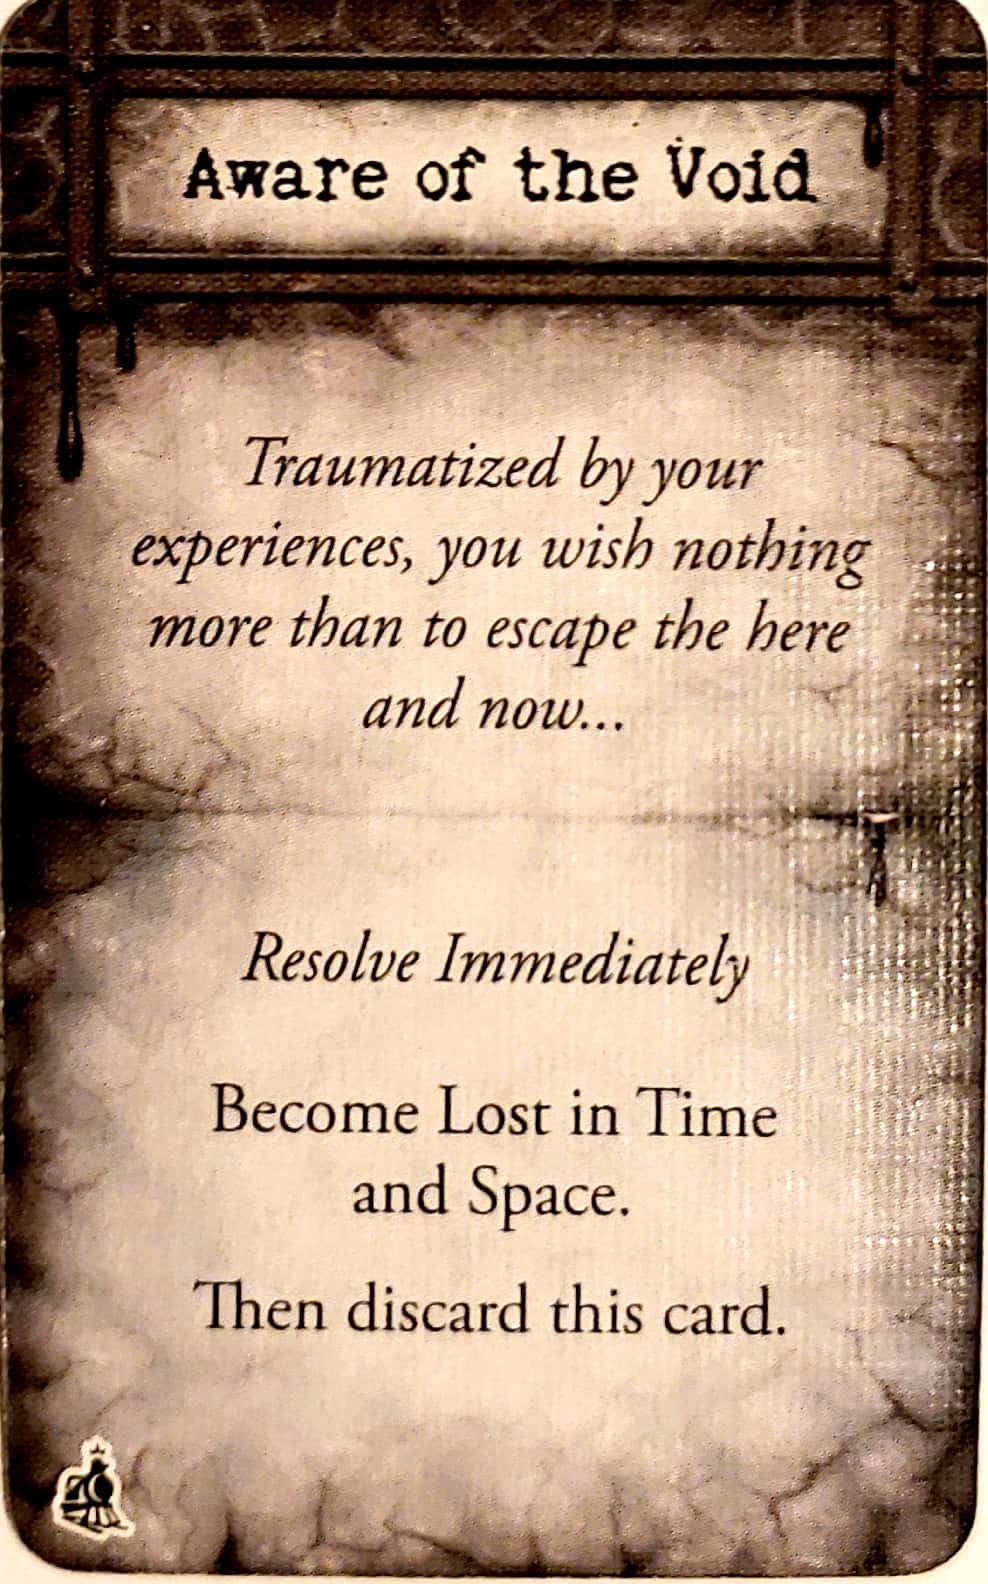 Aware of the Void
Traumatized by your
experiences, you wish nothing
more than to escape the here
and now...
Resolve Immediately
Become Lost in Time
and Space.
Then discard this card.